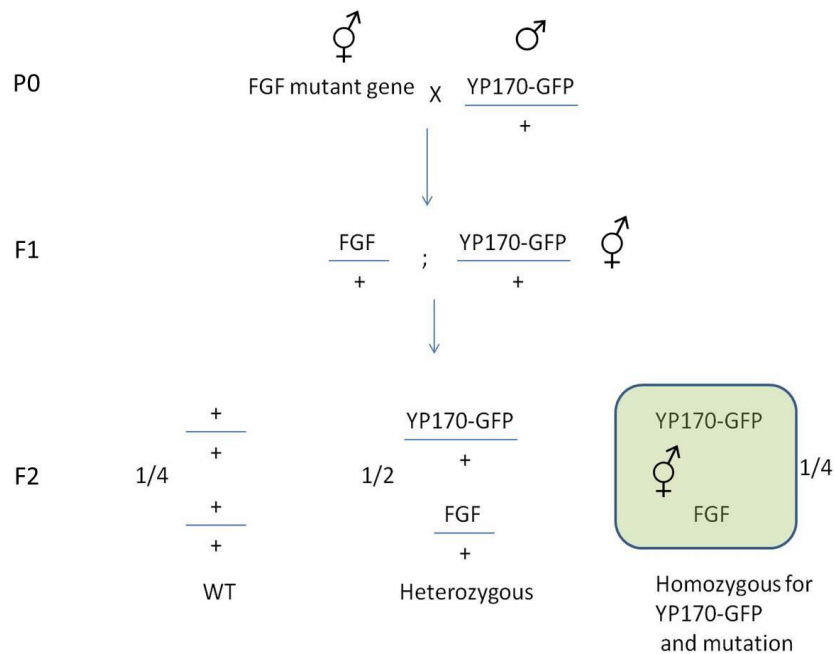 P0
FGF mutant gene X YP170-GFP
+
F1
FGF ; YP170-GFP
+ +
F2
+
+
1/4
+
+
WT
YP170-GFP
+
1/2
FGF
+
Heterozygous
YP170-GFP
1/4
FGF
Homozygous for
YP170-GFP
and mutation